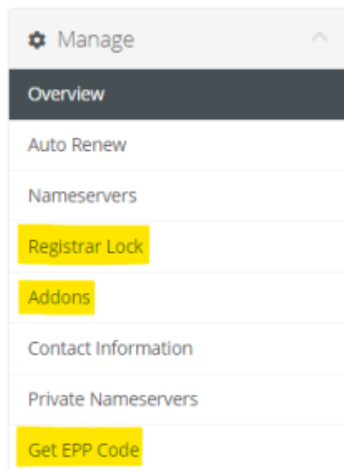 Manage
Overview
Auto Renew
Nameservers
Registrar Lock
Addons
Contact Information
Private Nameservers
Get EPP Code